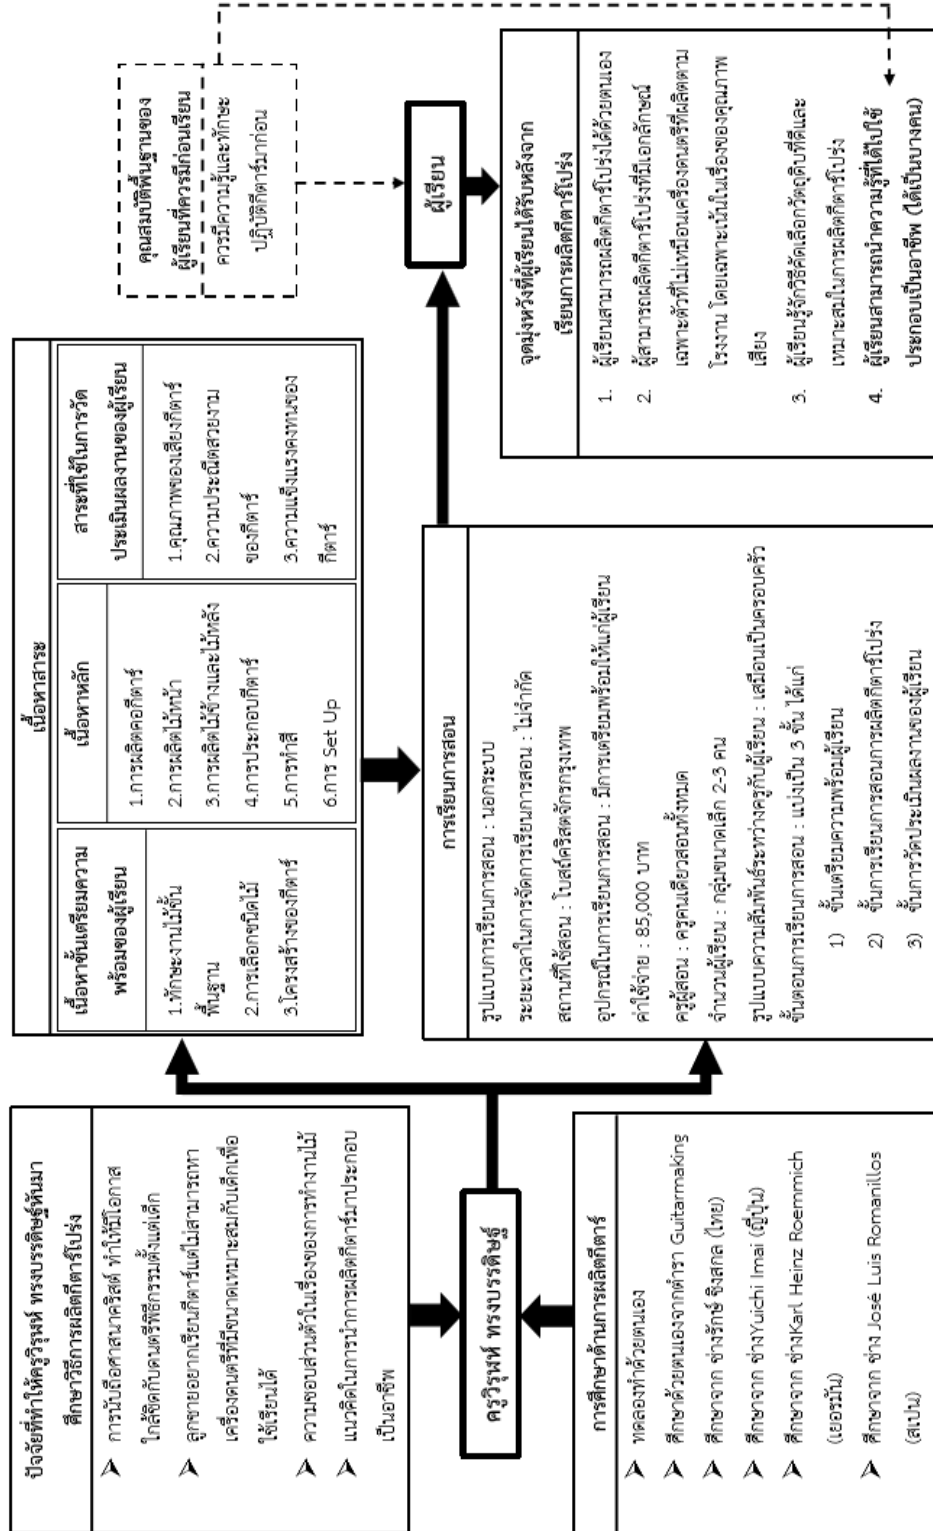 ปัจจัยที่ทำให้ครูวิรุฬห์ ทรงบรรดิษฐ์หันมา
ศึกษาวิธีการผลิตกีตาร์โปร่ง
➢ การนับถือศาสนาคริสต์ ทำให้มีโอกาส
ใกล้ชิดกับดนตรีพิธีกรรมตั้งแต่เด็ก
➢ ลูกชายอยากเรียนกีตาร์แต่ไม่สามารถหา
เครื่องดนตรีที่มีขนาดเหมาะสมกับเด็กเพื่อ
ใช้เรียนได้
➢ ความชอบส่วนตัวในเรื่องของการทำงานไม้
➢ แนวคิดในการนำการผลิตกีตาร์มาประกอบ
เป็นอาชีพ
ครูวิรุฬห์ ทรงบรรดิษฐ์
การศึกษาด้านการผลิตกีตาร์
➢ ทดลองทำด้วยตนเอง
➢ ศึกษาด้วยตนเองจากตำรา Guitarmaking
➢ ศึกษาจาก ช่างรักษ์ ซิงสกล (ไทย)
➢ ศึกษาจาก ช่างYuichi Imai (ญี่ปุ่น)
➢ ศึกษาจาก ช่างKarl Heinz Roemmich
(เยอรมัน)
➢ ศึกษาจาก ช่าง José Luis Romanillos
(สเปน)
เนื้อหาสาระ
เนื้อหาขั้นเตรียมความ
พร้อมของผู้เรียน
1.ทักษะงานไม้ขั้น
พื้นฐาน
2.การเลือกชนิดไม้
3.โครงสร้างของกีตาร์
เนื้อหาหลัก
1.การผลิตคอกีตาร์
2.การผลิตไม้หน้า
3.การผลิตไม้ข้างและไม้หลัง
4.การประกอบกีตาร์
5.การทำสี
6.การ Set Up
สาระที่ใช้ในการวัด
ประเมินผลงานของผู้เรียน
1.คุณภาพของเสียงกีตาร์
2.ความประณีตสวยงาม
ของกีตาร์
3.ความแข็งแรงคงทนของ
กีตาร์
การเรียนการสอน
รูปแบบการเรียนการสอน : นอกระบบ
ระยะเวลาในการจัดการเรียนการสอน : ไม่จำกัด
สถานที่ใช้สอน : โบสถ์คริสตจักรกรุงเทพ
อุปกรณ์ในการเรียนการสอน : มีการเตรียมพร้อมให้แก่ผู้เรียน
ค่าใช้จ่าย : 85,000 บาท
ครูผู้สอน : ครูคนเดียวสอนทั้งหมด
จำนวนผู้เรียน : กลุ่มขนาดเล็ก 2-3 คน
รูปแบบความสัมพันธ์ระหว่างครูกับผู้เรียน : เสมือนเป็นครอบครัว
ขั้นตอนการเรียนการสอน : แบ่งเป็น 3 ขั้น ได้แก่
1) ขั้นเตรียมความพร้อมผู้เรียน
2) ขั้นการเรียนการสอนการผลิตกีตาร์โปร่ง
3) ขั้นการวัดประเมินผลงานของผู้เรียน
คุณสมบัติพื้นฐานของ
ผู้เรียนที่ควรมีก่อนเรียน
ควรมีความรู้และทักษะ
ปฏิบัติกีตาร์มาก่อน
ผู้เรียน
จุดมุ่งหวังที่ผู้เรียนได้รับหลังจาก
เรียนการผลิตกีตาร์โปร่ง
1. ผู้เรียนสามารถผลิตกีตาร์โปร่งได้ด้วยตนเอง
2. ผู้สามารถผลิตกีตาร์โปร่งที่มีเอกลักษณ์
เฉพาะตัวที่ไม่เหมือนเครื่องดนตรีที่ผลิตตาม
โรงงาน โดยเฉพาะเน้นในเรื่องของคุณภาพ
เสียง
3. ผู้เรียนรู้จักวิธีคัดเลือกวัตถุดิบที่ดีและ
เหมาะสมในการผลิตกีตาร์โปร่ง
4. ผู้เรียนสามารถนำความรู้ที่ได้ไปใช้
ประกอบเป็นอาชีพ (ได้เป็นบางคน)